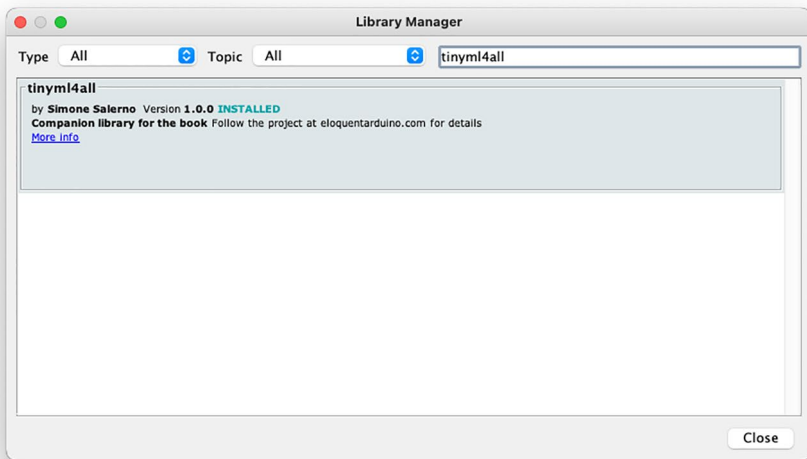 Library Manager
Type All Topic All tinyml4all
tinyml4all
by Simone Salerno Version 1.0.0 INSTALLED
Companion library for the book Follow the project at eloquentarduino.com for details
More info
Close